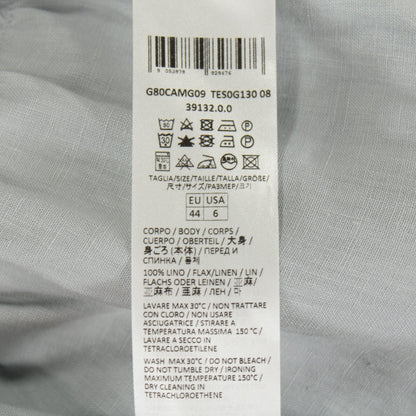 G80CAMG09 TES0G130 08
39132.0.0
TAGLIA/SIZE/TAILLE/TALLA/GRÖßE/
尺寸/サイズ/РАЗМЕР/크기
EU USA
44 6
CORPO / BODY / CORPS /
CUERPO / OBERTEIL / 大身 /
身ごろ (本体) / ПЕРЕД И
СПИНКА / 몸체
100% LINO / FLAX/LINEN / LIN /
FLACHS ODER LEINEN / 亚麻/
亚麻布 / 亜麻 / ЛЕН / 마
LAVARE MAX 30°C / NON TRATTARE
CON CLORO / NON USARE
ASCIUGATRICE / STIRARE A
TEMPERATURA MASSIMA 150 °C /
LAVARE A SECCO IN
TETRACLOROETILENE
WASH MAX 30°C / DO NOT BLEACH /
DO NOT TUMBLE DRY / IRONING
MAXIMUM TEMPERATURE 150°C /
DRY CLEANING IN
TETRACHLOROETHYLENE